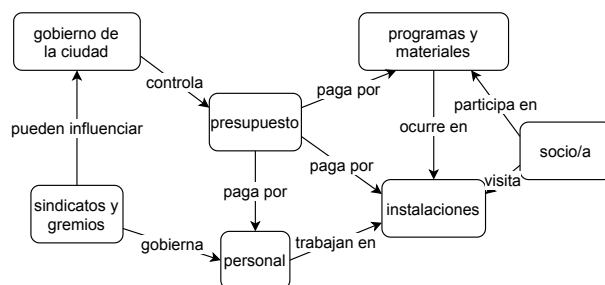 gobierno de
la ciudad
programas y
materiales
controla
paga por
participa en
pueden influenciar
presupuesto
ocurre en
socio/a
paga por
paga por
visita
sindicatos y
gremios
instalaciones
gobierna
personal
trabajan en